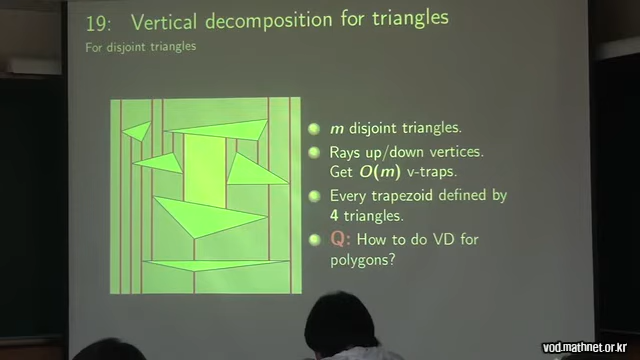 19: Vertical decomposition for triangles
For disjoint triangles
m disjoint triangles.
Rays up/down vertices.
Get O(m) v-traps.
Every trapezoid defined by
4 triangles.
Q: How to do VD for
polygons?
vod.mathnet.or.kr